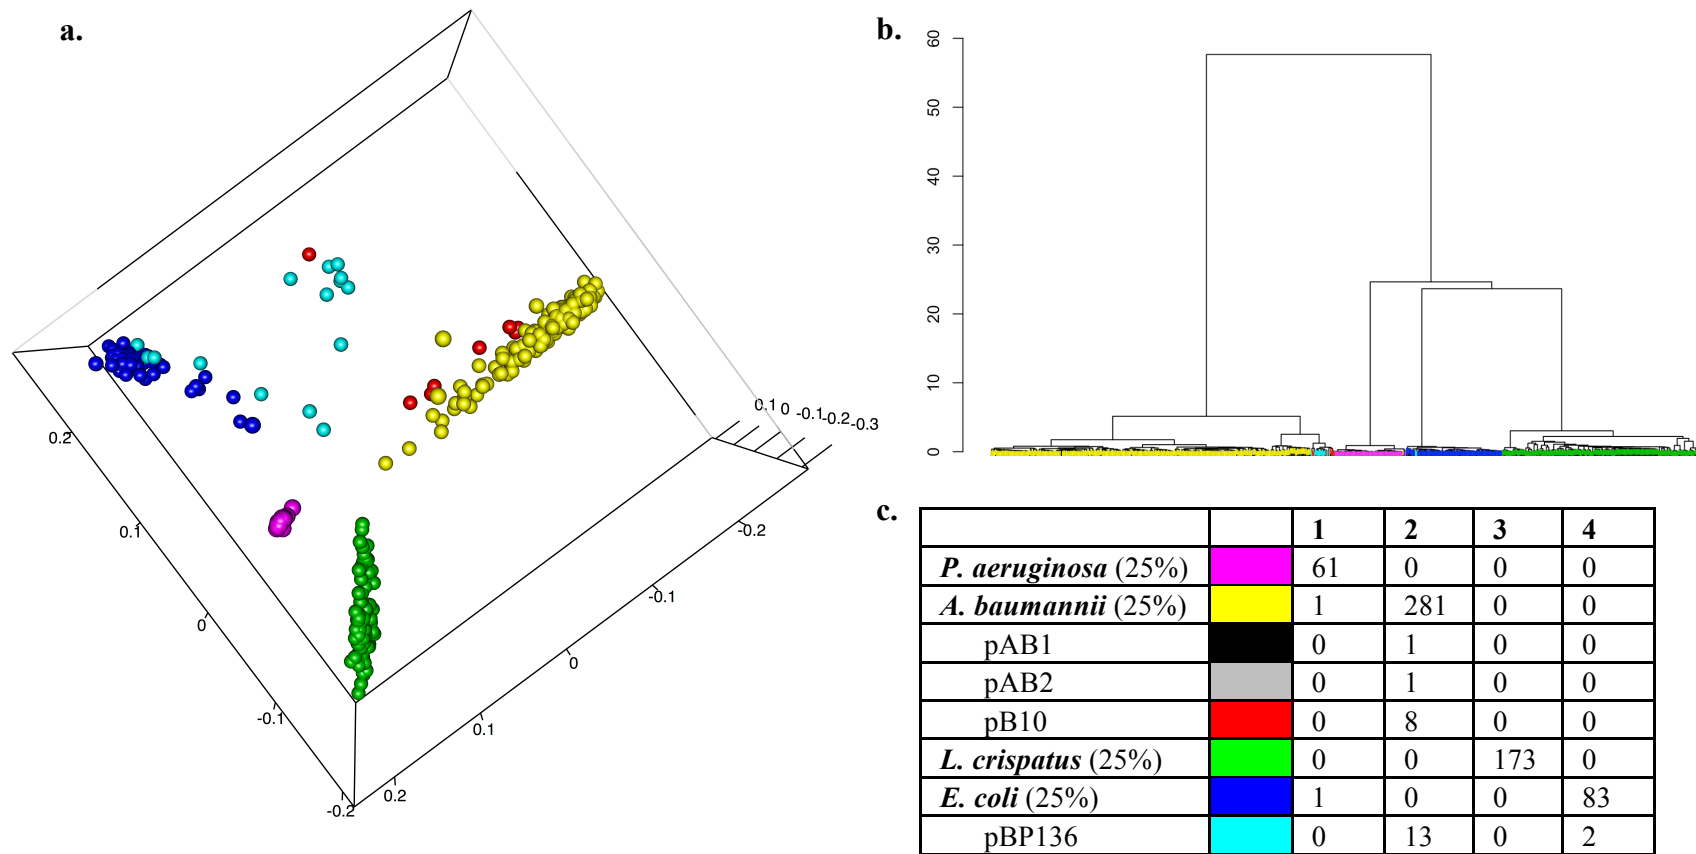 a.
0.2
0.1
0
-0.1
-0.2
0.2
0.1
0
-0.1
-0.2
0.1 0 -0.1 -0.2 -0.3
b.
60
50
40
30
20
10
0
c.
1 2 3 4
P. aeruginosa (25%) 61 0 0 0
A. baumannii (25%) 1 281 0 0
pAB1 0 1 0 0
pAB2 0 1 0 0
pB10 0 8 0 0
L. crispatus (25%) 0 0 173 0
E. coli (25%) 1 0 0 83
pBP136 0 13 0 2